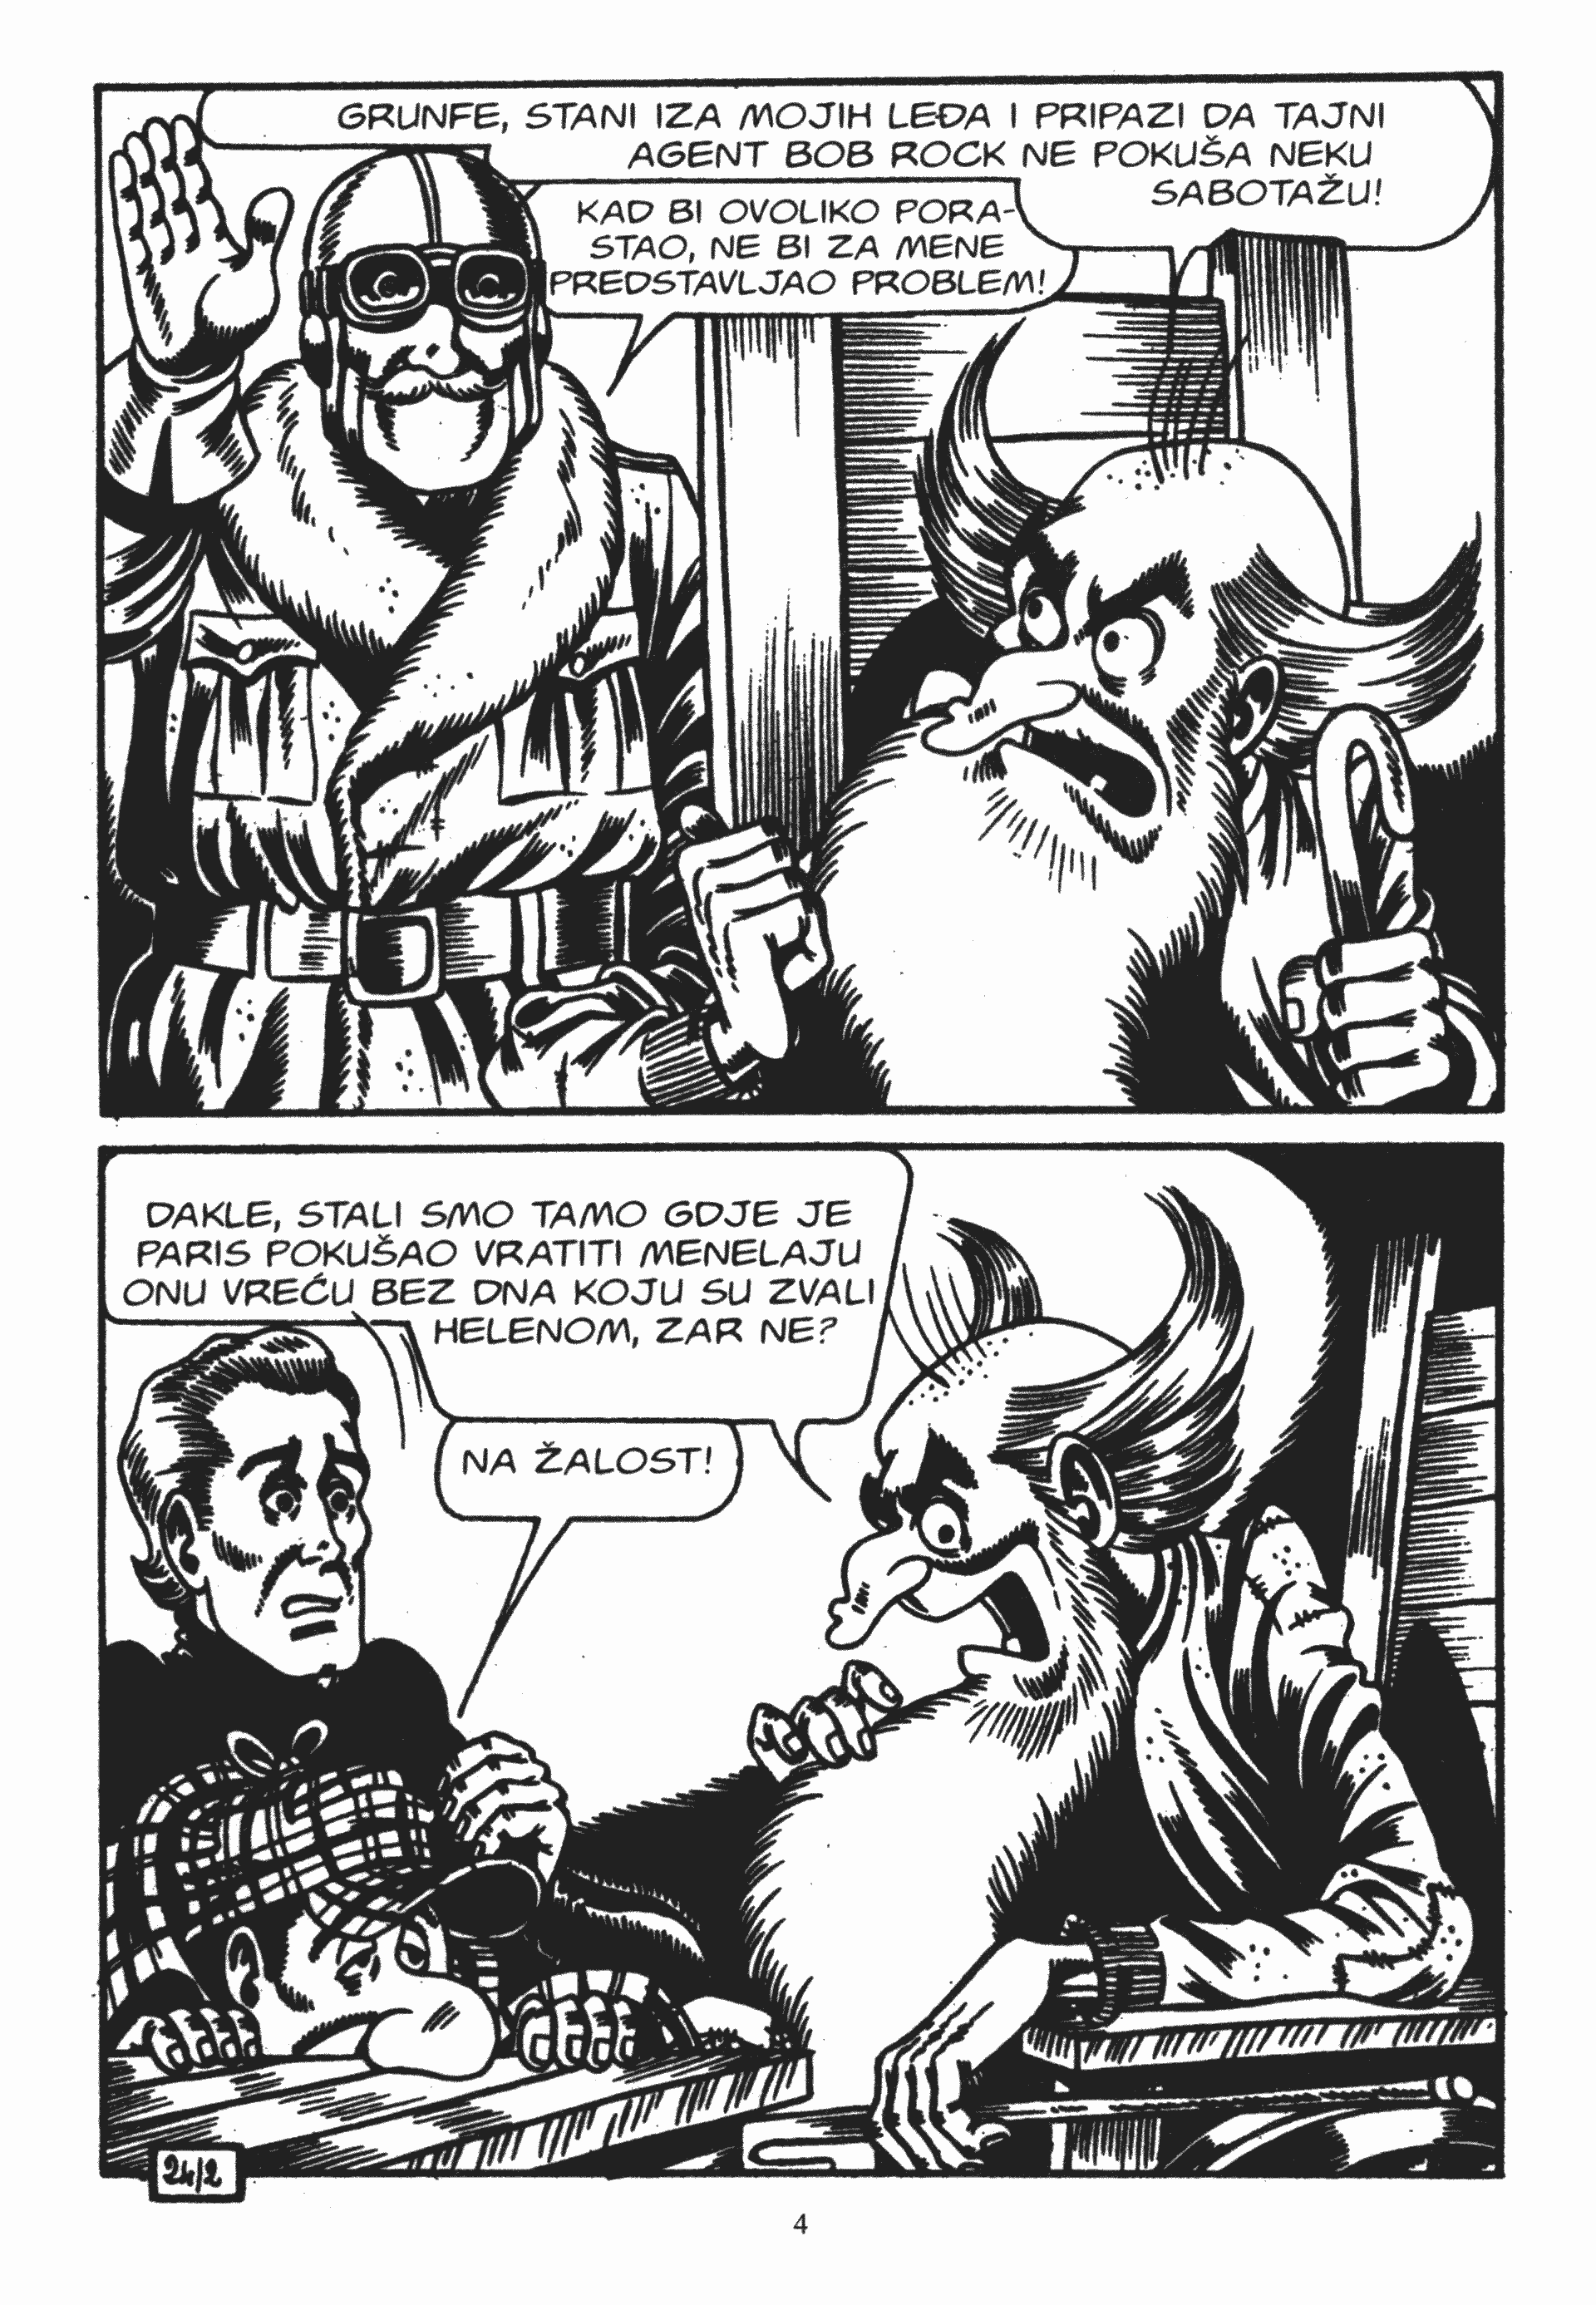 GRUNFE, STANI IZA MOJIH LEĐA I PRIPAZI DA TAJNI
AGENT BOB ROCK NE POKUŠA NEKU
SABOTAŽU!
KAD BI OVOLIKO PORA-
STAO, NE BI ZA MENE
PREDSTAVLJAO PROBLEM!
DAKLE, STALI SMO TAMO GDJE JE
PARIS POKUŠAO VRATITI MENELAJU
ONU VREĆU BEZ DNA KOJU SU ZVALI
HELENOM, ZAR NE?
NA ŽALOST!
24/2
4